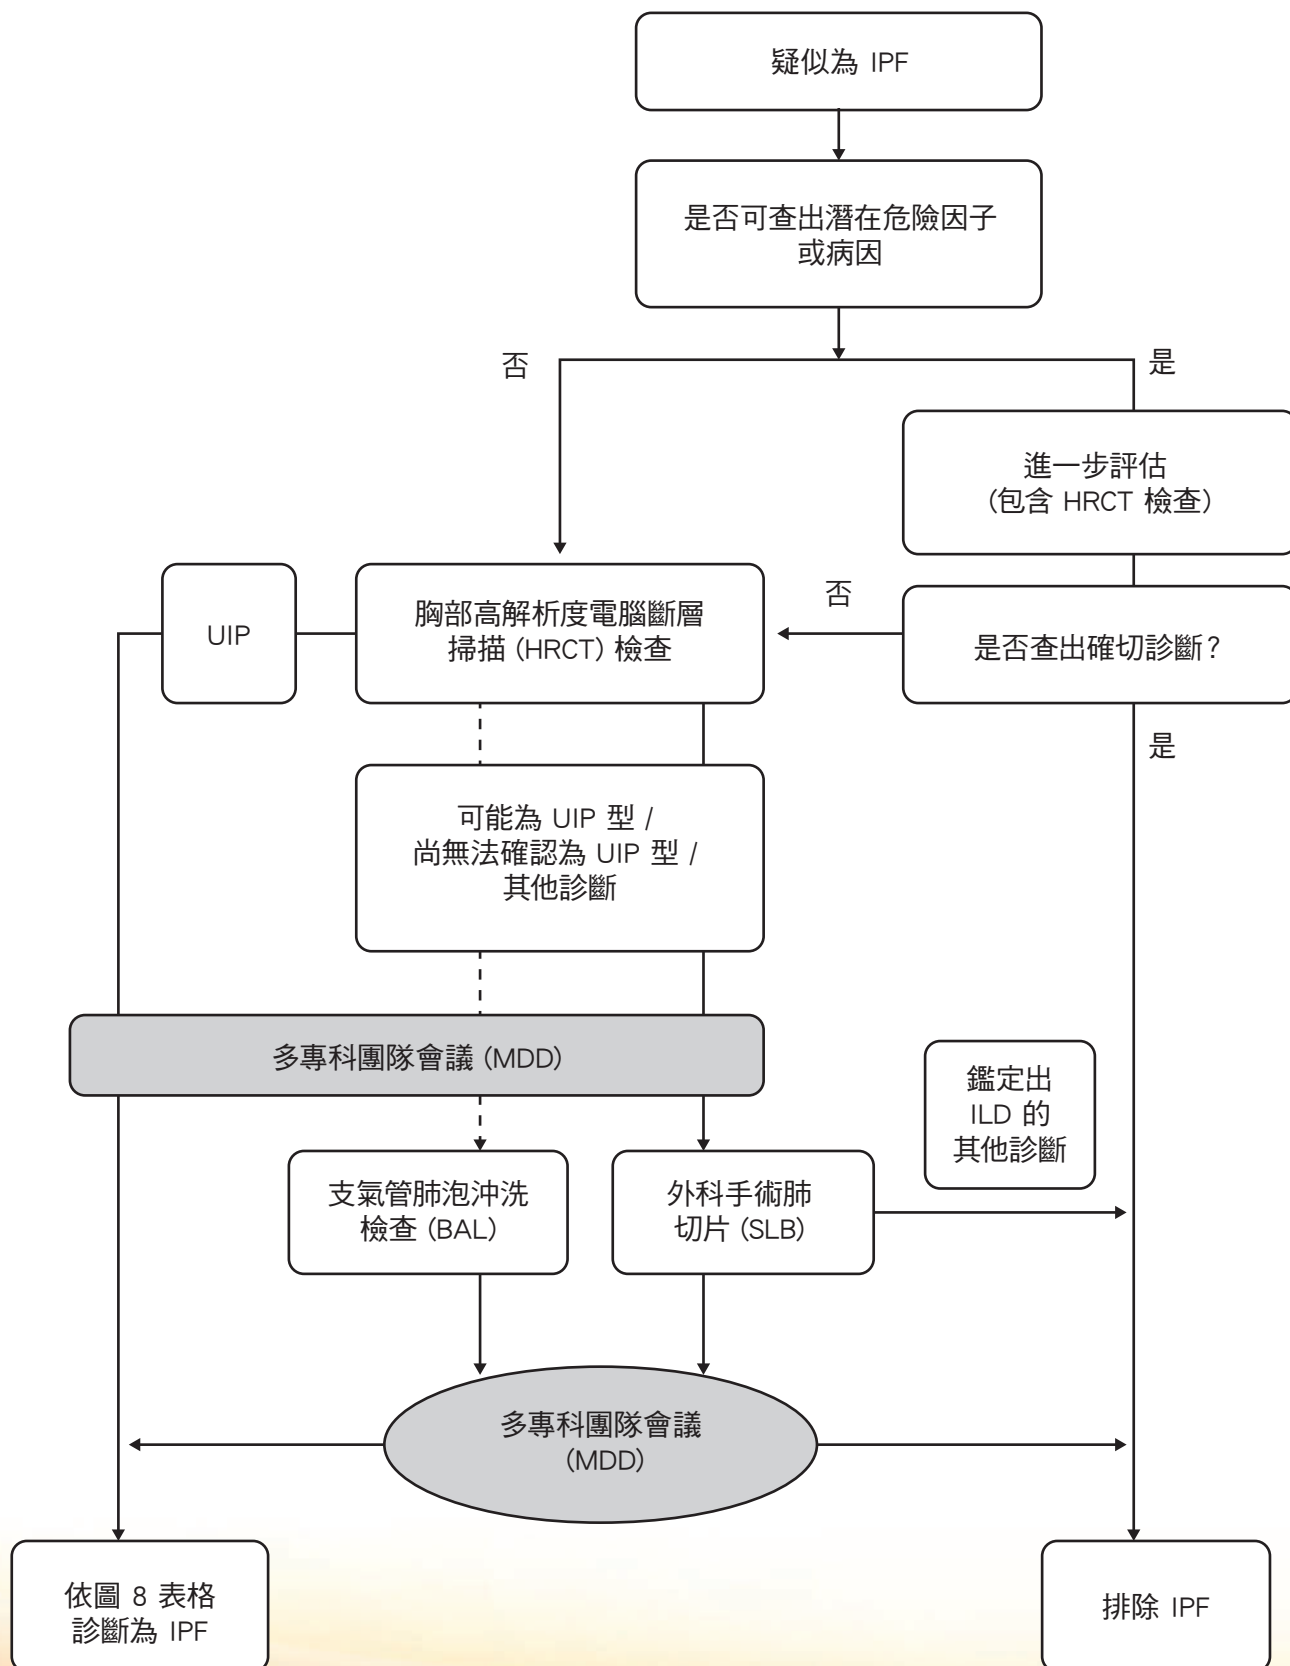 疑似為 IPF
是否可查出潛在危險因子
或病因
否
是
進一步評估
(包含 HRCT 檢查)
UIP
胸部高解析度電腦斷層
掃描 (HRCT) 檢查
否
是否查出確切診斷?
是
可能為 UIP 型 /
尚無法確認為 UIP 型 /
其他診斷
多專科團隊會議 (MDD)
鑑定出
ILD 的
其他診斷
支氣管肺泡沖洗
檢查 (BAL)
外科手術肺
切片 (SLB)
多專科團隊會議
(MDD)
依圖 8 表格
診斷為 IPF
排除 IPF